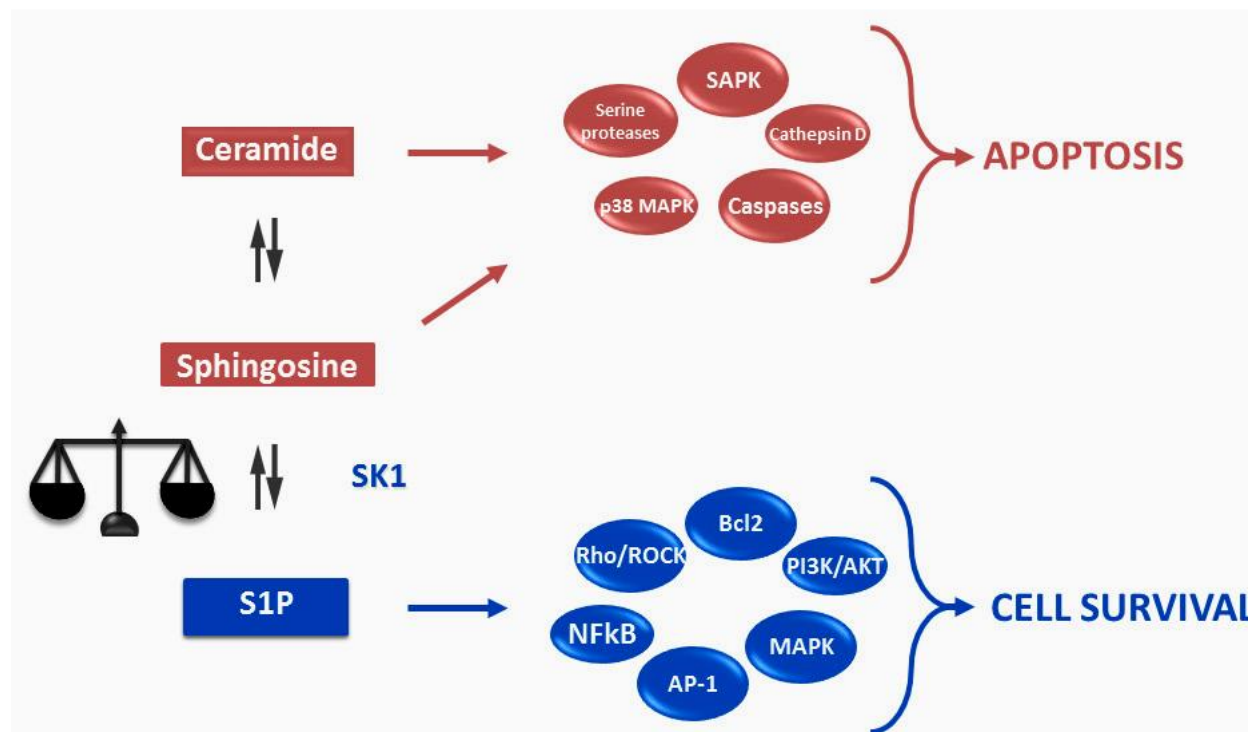 SAPK
Serine
proteases
Cathepsin D
Ceramide
APOPTOSIS
p38 MAPK
Caspases
Sphingosine
SK1
Bcl2
Rho/ROCK
PI3K/AKT
S1P
CELL SURVIVAL
NFkB
MAPK
AP-1